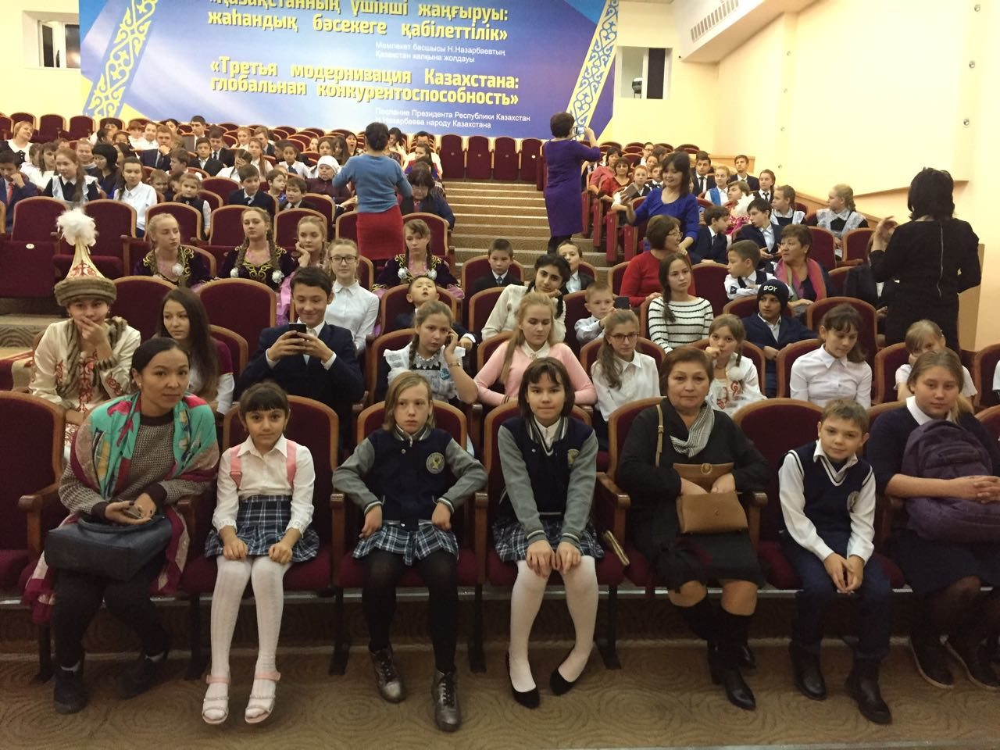 «Қазақстанның үшінші жаңғыруы:
жаһандық бәсекеге қабілеттілік»
Мемлекет басшысы Н.Назарбаевтың
Қазақстан халқына жолдауы
«Третья модернизация Казахстана:
глобальная конкурентоспособность»
Послание Президента Республики Казахстан
Н.Назарбаева народу Казахстана
BOY